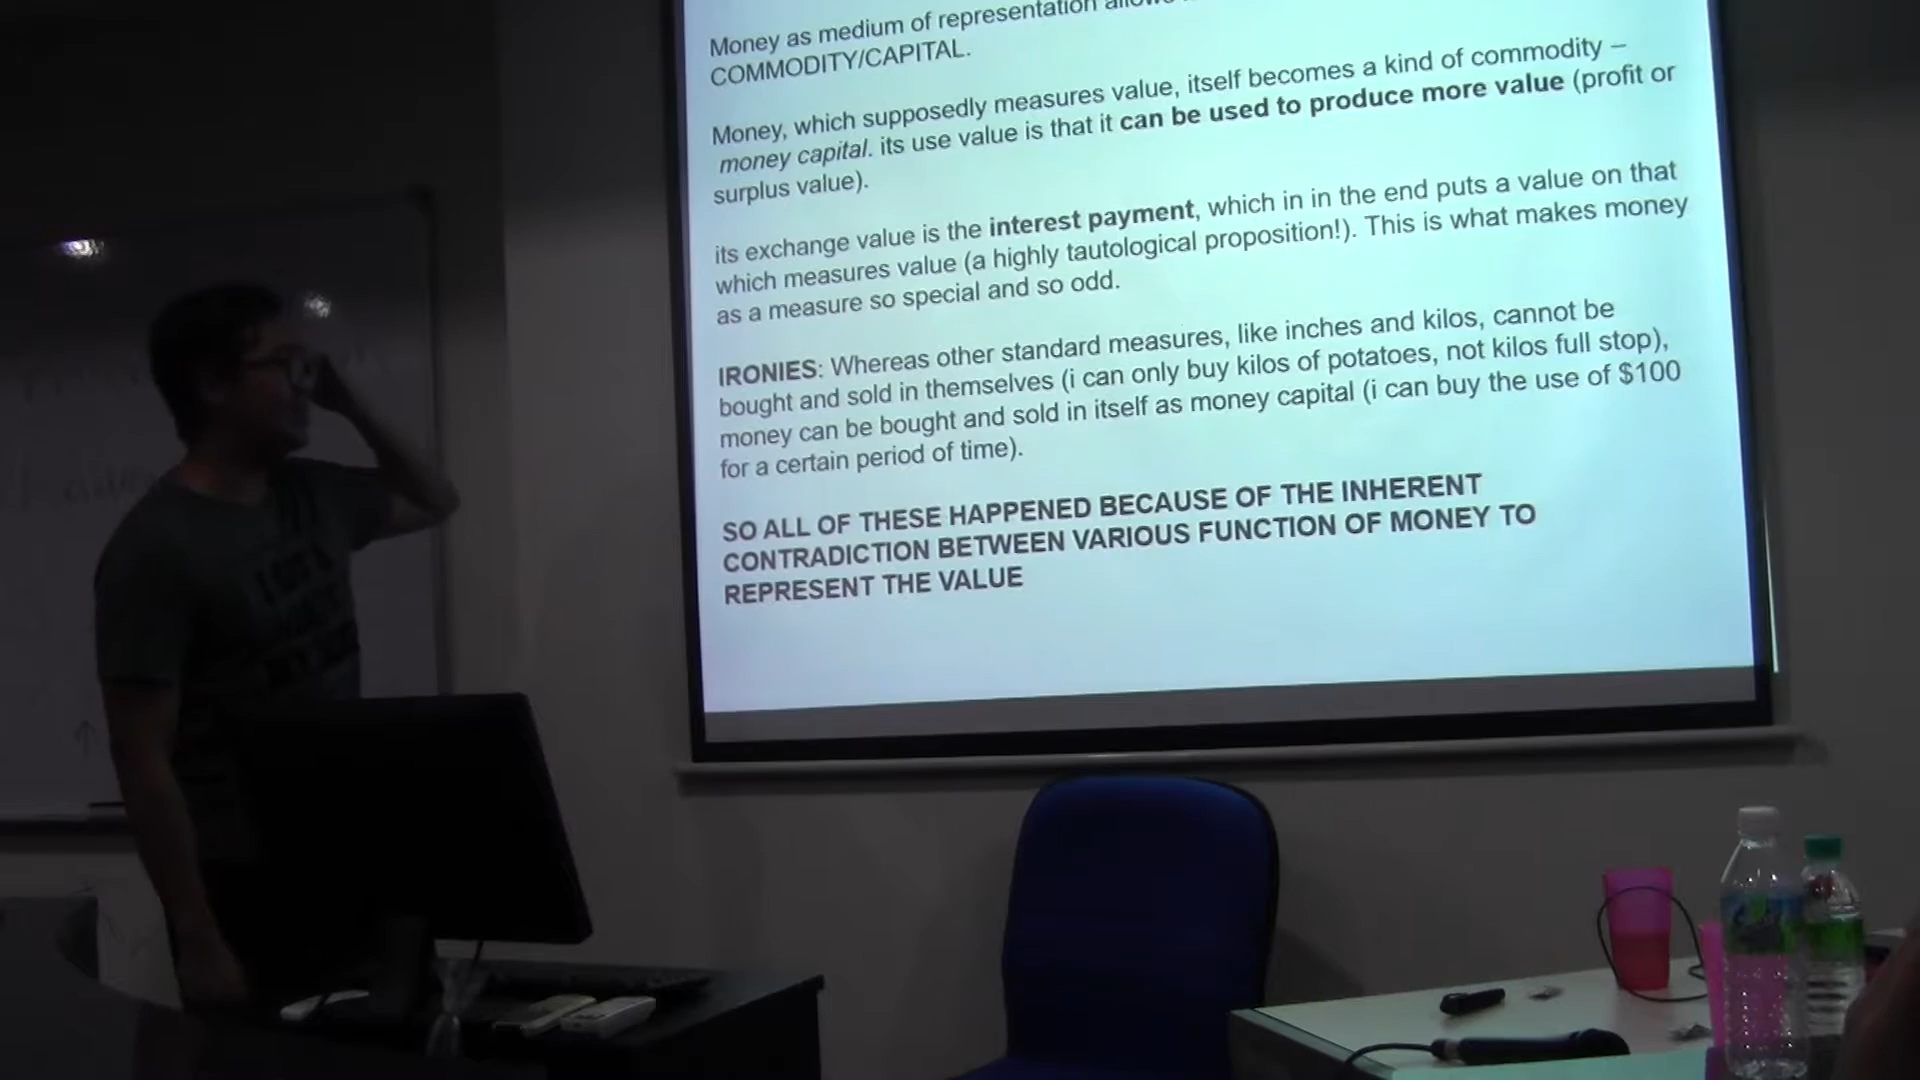 Money as medium of representation allows
COMMODITY/CAPITAL.
Money, which supposedly measures value, itself becomes a kind of commodity –
money capital. its use value is that it can be used to produce more value (profit or
surplus value).
its exchange value is the interest payment, which in in the end puts a value on that
which measures value (a highly tautological proposition!). This is what makes money
as a measure so special and so odd.
IRONIES: Whereas other standard measures, like inches and kilos, cannot be
bought and sold in themselves (i can only buy kilos of potatoes, not kilos full stop),
money can be bought and sold in itself as money capital (i can buy the use of $100
for a certain period of time).
SO ALL OF THESE HAPPENED BECAUSE OF THE INHERENT
CONTRADICTION BETWEEN VARIOUS FUNCTION OF MONEY TO
REPRESENT THE VALUE